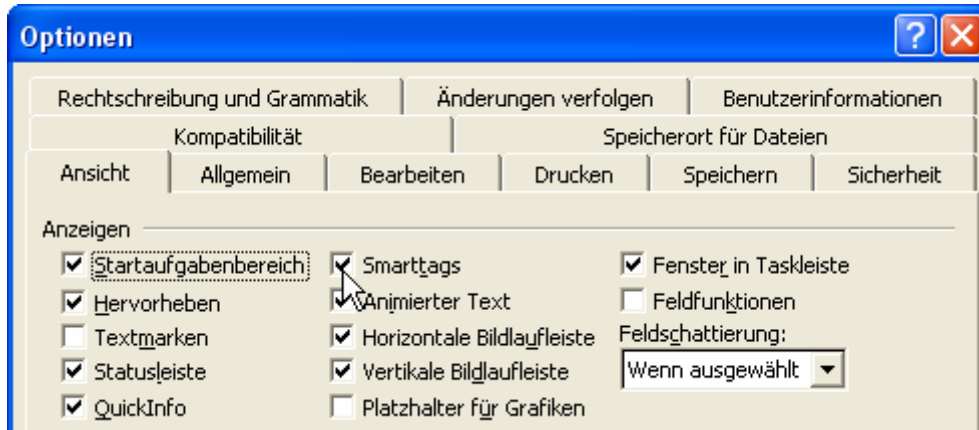 Optionen
Rechtschreibung und Grammatik Änderungen verfolgen Benutzerinformationen
Kompatibilität Speicherort für Dateien
Ansicht Allgemein Bearbeiten Drucken Speichern Sicherheit
Anzeigen
Startaufgabenbereich Smarttags Fenster in Taskleiste
Hervorheben Animierter Text Feldfunktionen
Textmarken Horizontale Bildlaufleiste Feldschattierung:
Statusleiste Vertikale Bildlaufleiste Wenn ausgewählt
QuickInfo Platzhalter für Grafiken